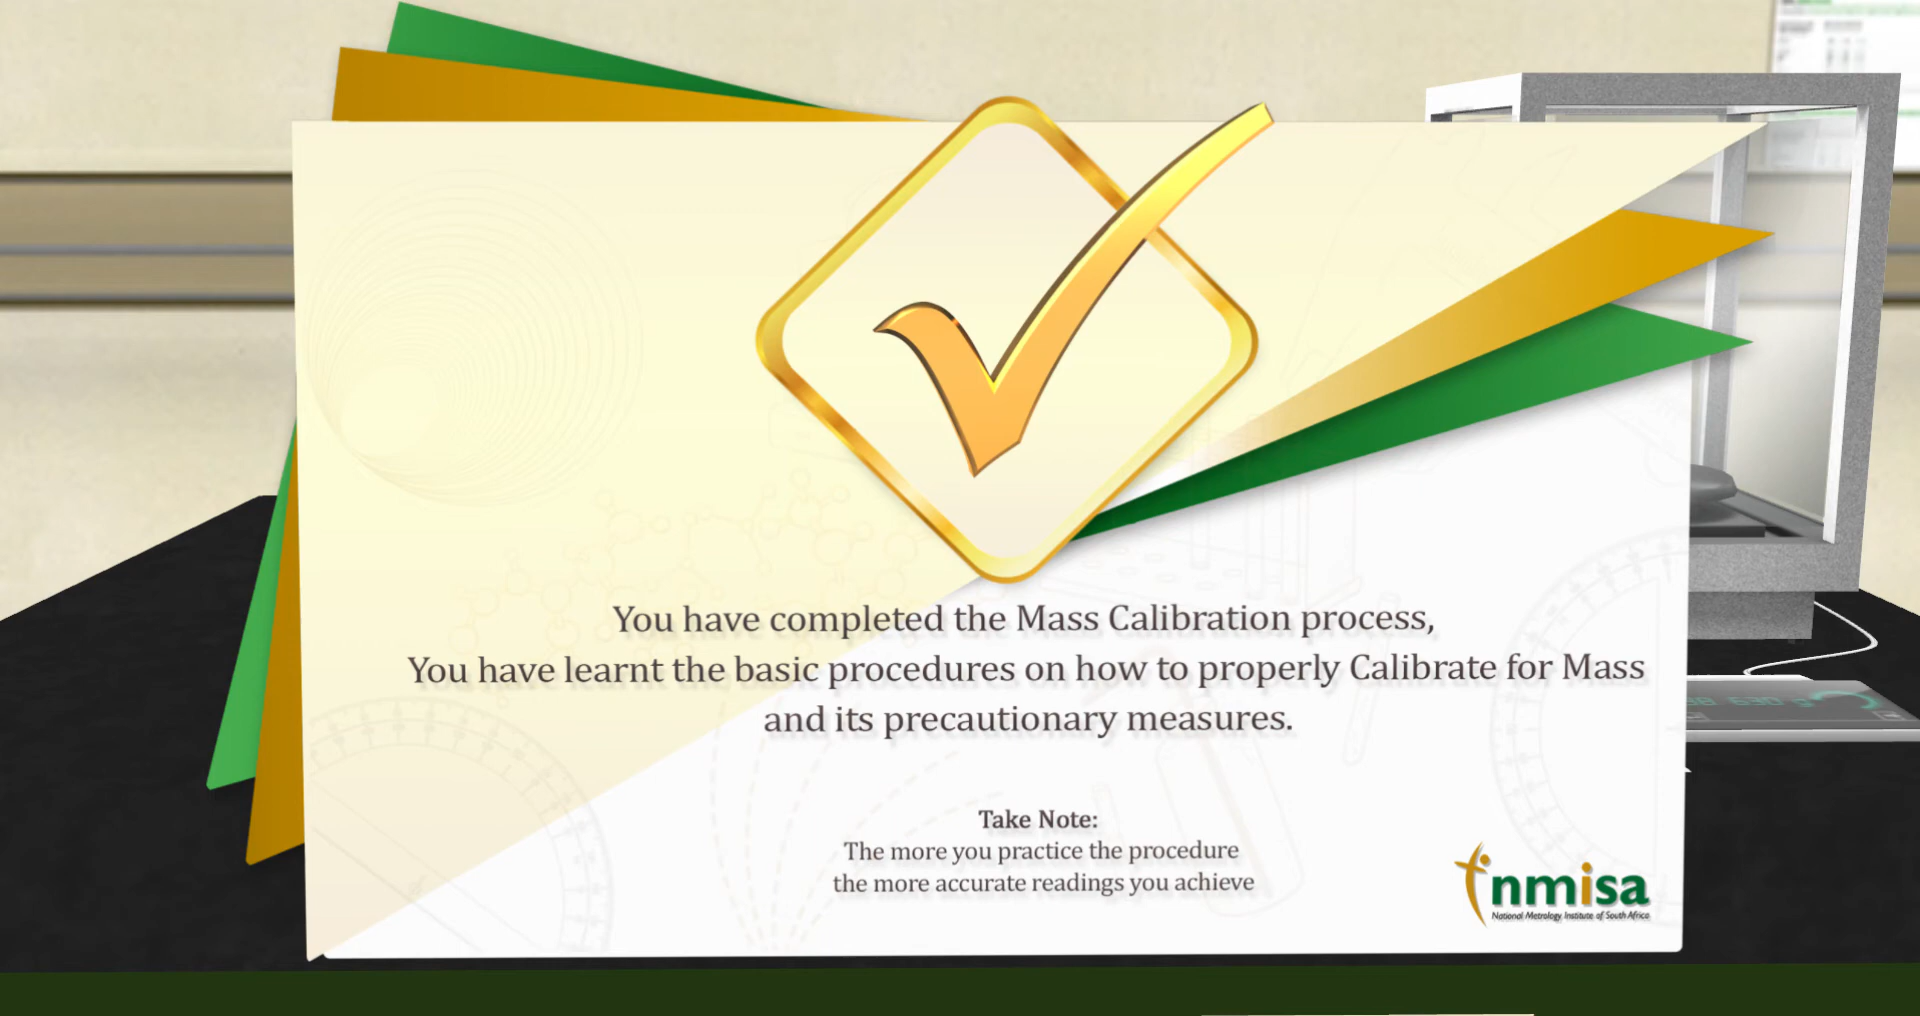 You have completed the Mass Calibration process,
You have learnt the basic procedures on how to properly Calibrate for Mass
and its precautionary measures.
Take Note:
The more you practice the procedure
the more accurate readings you achieve
nmisa
National Metrology Institute of South Africa